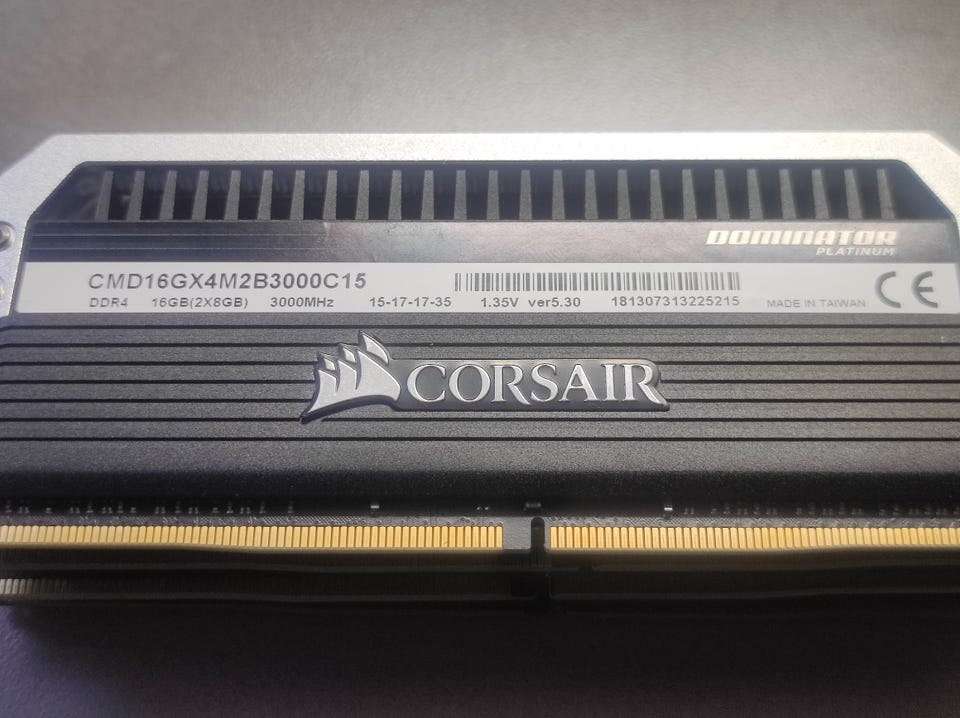 DOMINATOR
PLATINUM
CMD16GX4M2B3000C15
DDR4 16GB(2X8GB) 3000MHz 15-17-17-35 1.35V ver5.30 181307313225215 MADE IN TAIWAN CE
CORSAIR